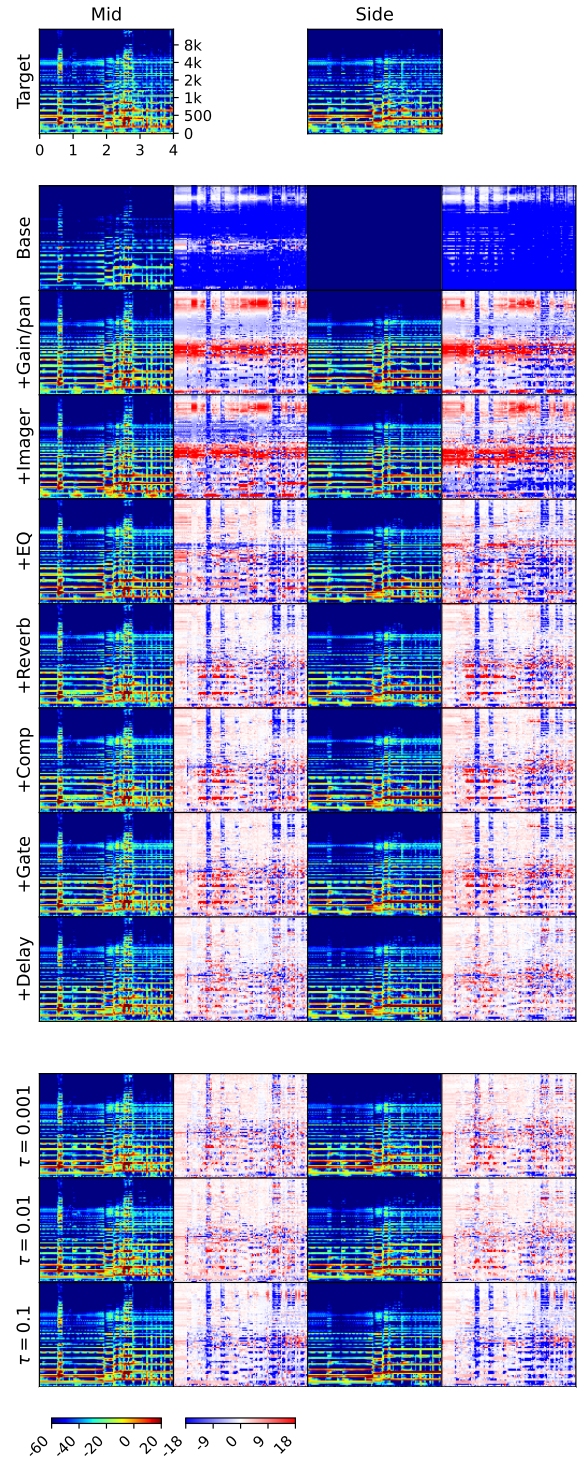 Mid Side
Target
8k
4k
2k
1k
500
0
0 1 2 3 4
Base
+Gain/pan
+Imager
+EQ
+Reverb
+Comp
+Gate
+Delay
τ = 0.001
τ = 0.01
τ = 0.1
-60 -40 -20 0 20 -18 -9 0 9 18